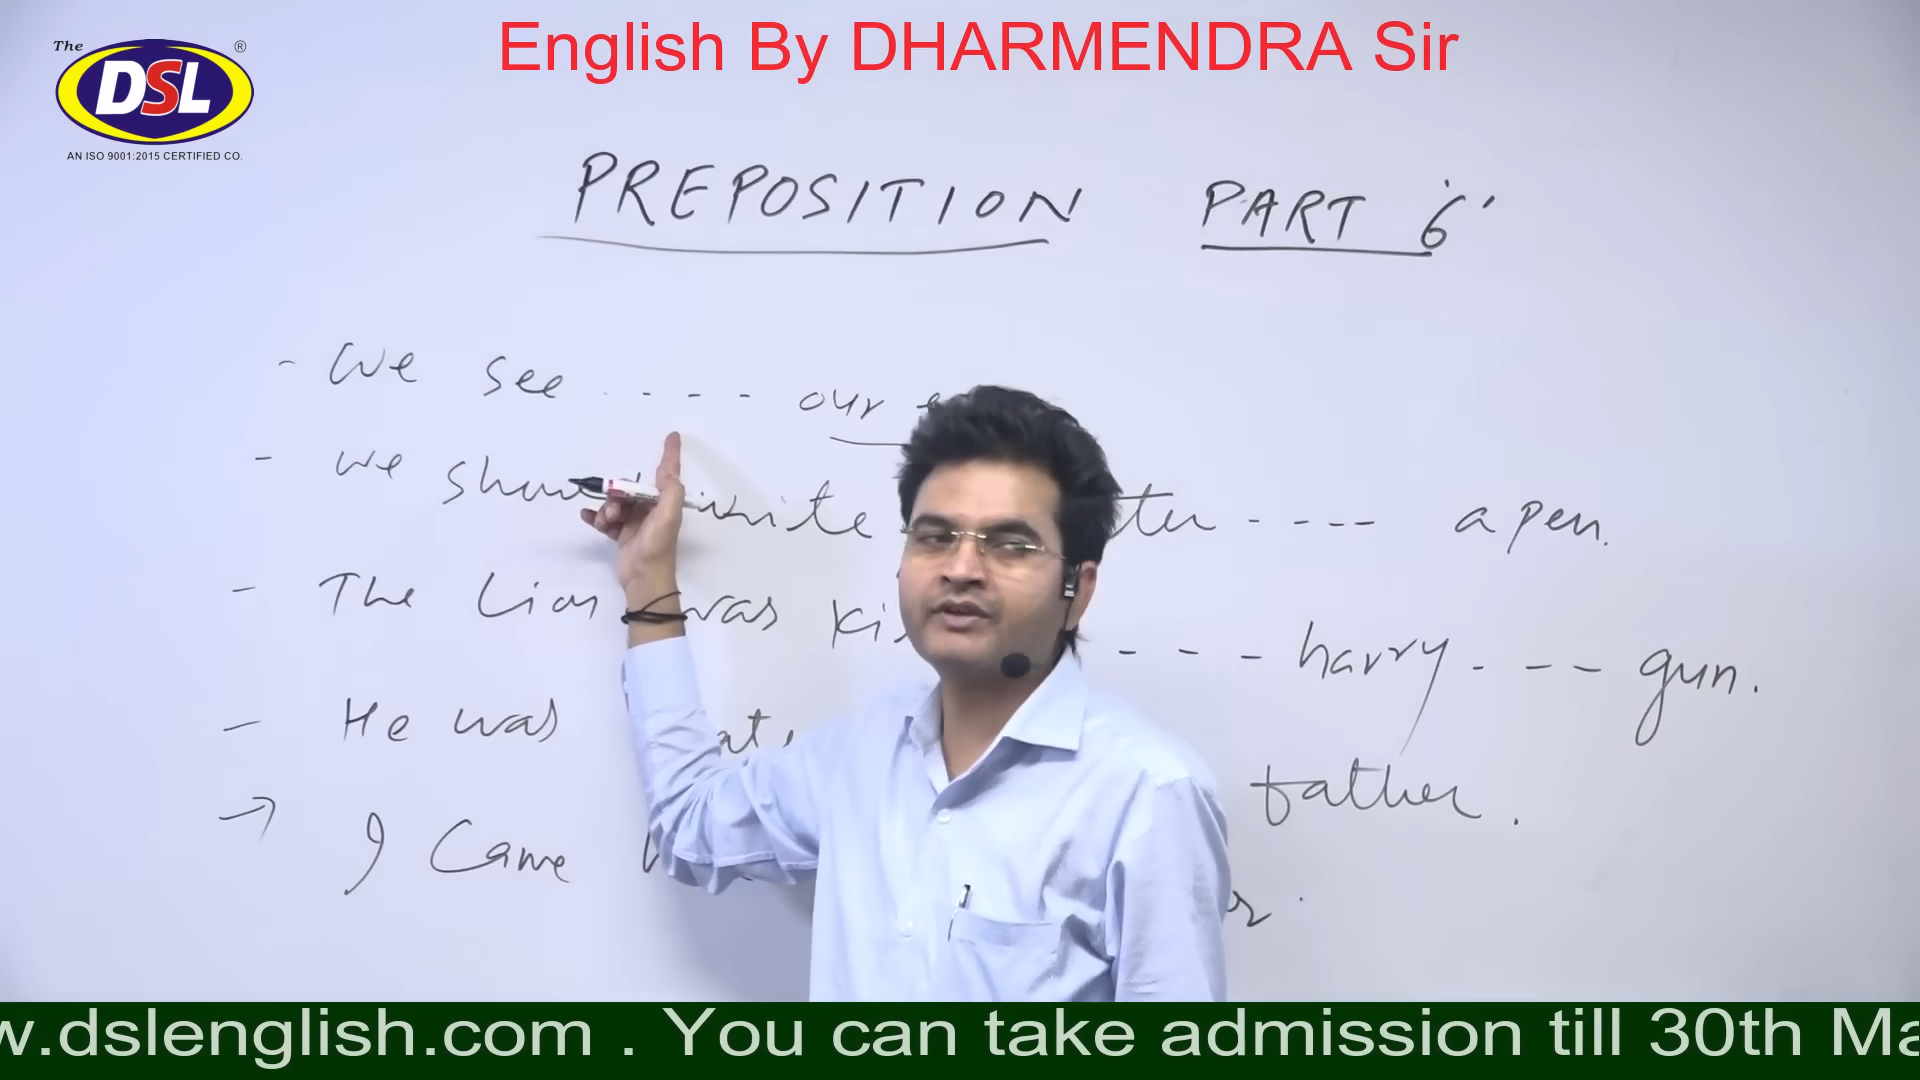 The
DSL ®
AN ISO 9001:2015 CERTIFIED CO.
English By DHARMENDRA Sir
PREPOSITION PART 6'
- We see . - - - our
- we write - - - - a pen.
- The Lion was - - - harry - - - gun.
- He was father.
→ I Came
w.dslenglish.com . You can take admission till 30th Ma